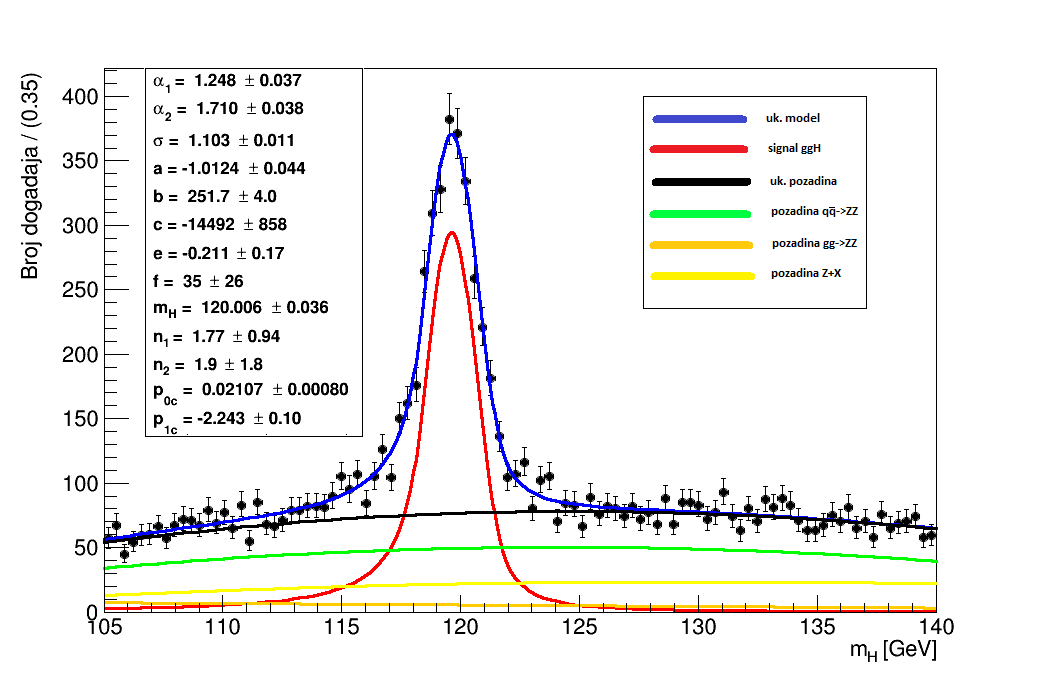 Broj dogadaja / (0.35)
400
350
300
250
200
150
100
50
0
α1 = 1.248 ± 0.037
α2 = 1.710 ± 0.038
σ = 1.103 ± 0.011
a = -1.0124 ± 0.044
b = 251.7 ± 4.0
c = -14492 ± 858
e = -0.211 ± 0.17
f = 35 ± 26
mH = 120.006 ± 0.036
n1 = 1.77 ± 0.94
n2 = 1.9 ± 1.8
p0c = 0.02107 ± 0.00080
p1c = -2.243 ± 0.10
uk. model
signal ggH
uk. pozadina
pozadina qq̅->ZZ
pozadina gg->ZZ
pozadina Z+X
105 110 115 120 125 130 135 140
mH [GeV]